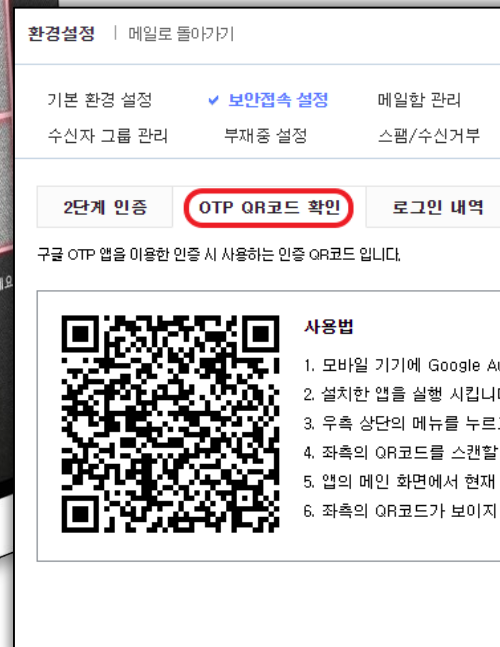 환경설정 | 메일로 돌아가기
기본 환경 설정 보안접속 설정 메일함 관리
수신자 그룹 관리 부재중 설정 스팸/수신거부
2단계 인증 OTP QR코드 확인 로그인 내역
구글 OTP 앱을 이용한 인증 시 사용하는 인증 QR코드 입니다.
사용법
1. 모바일 기기에 Google
2. 설치한 앱을 실행 시킵니
3. 우측 상단의 메뉴를 누르
4. 좌측의 QR코드를 스캔할
5. 앱의 메인 화면에서 현재
6. 좌측의 QR코드가 보이지